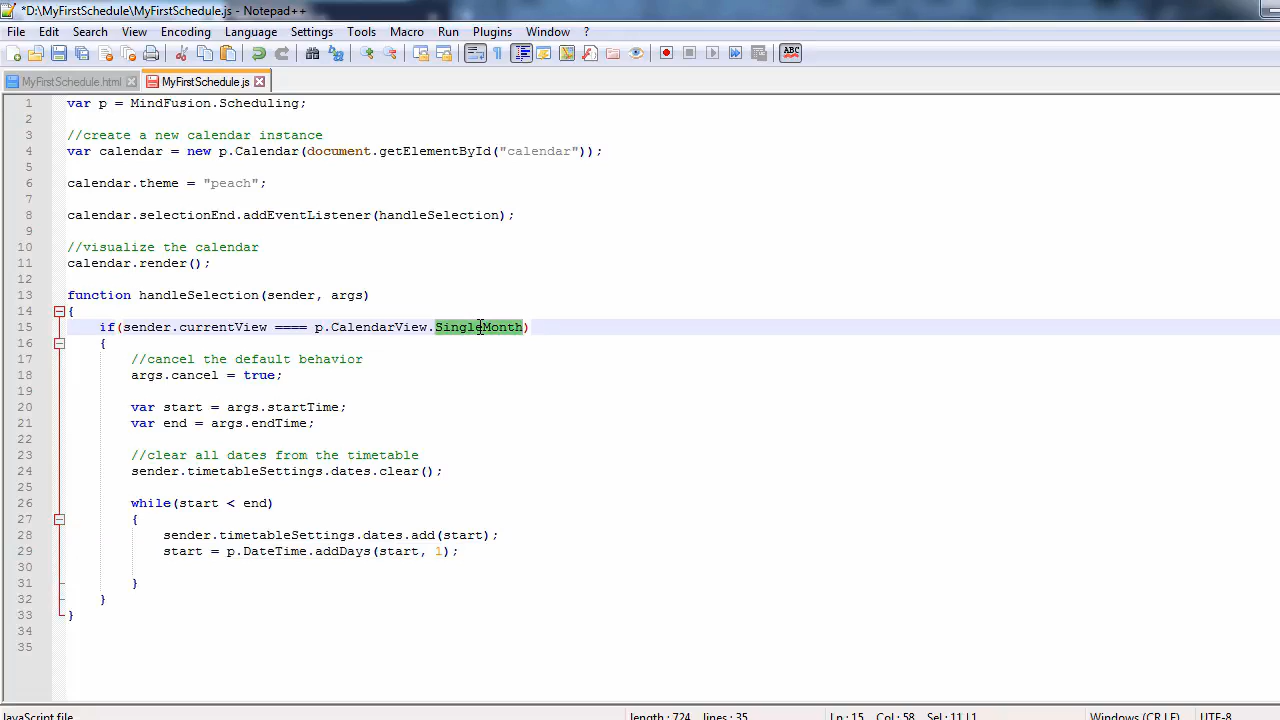 *D:\MyFirstSchedule\MyFirstSchedule.js - Notepad++
File Edit Search View Encoding Language Settings Tools Macro Run Plugins Window ?
ABC
MyFirstSchedule.html MyFirstSchedule.js
1 var p = MindFusion.Scheduling;
2
3 //create a new calendar instance
4 var calendar = new p.Calendar(document.getElementById("calendar"));
5
6 calendar.theme = "peach";
7
8 calendar.selectionEnd.addEventListener(handleSelection);
9
10 //visualize the calendar
11 calendar.render();
12
13 function handleSelection(sender, args)
14 {
15 if(sender.currentView ==== p.CalendarView.SingleMonth)
16 {
17 //cancel the default behavior
18 args.cancel = true;
19
20 var start = args.startTime;
21 var end = args.endTime;
22
23 //clear all dates from the timetable
24 sender.timetableSettings.dates.clear();
25
26 while(start < end)
27 {
28 sender.timetableSettings.dates.add(start);
29 start = p.DateTime.addDays(start, 1);
30
31 }
32 }
33 }
34
35
JavaScript file length : 724 lines : 35 Ln : 15 Col : 58 Sel : 11 | 1 Windows (CR LF) UTF-8